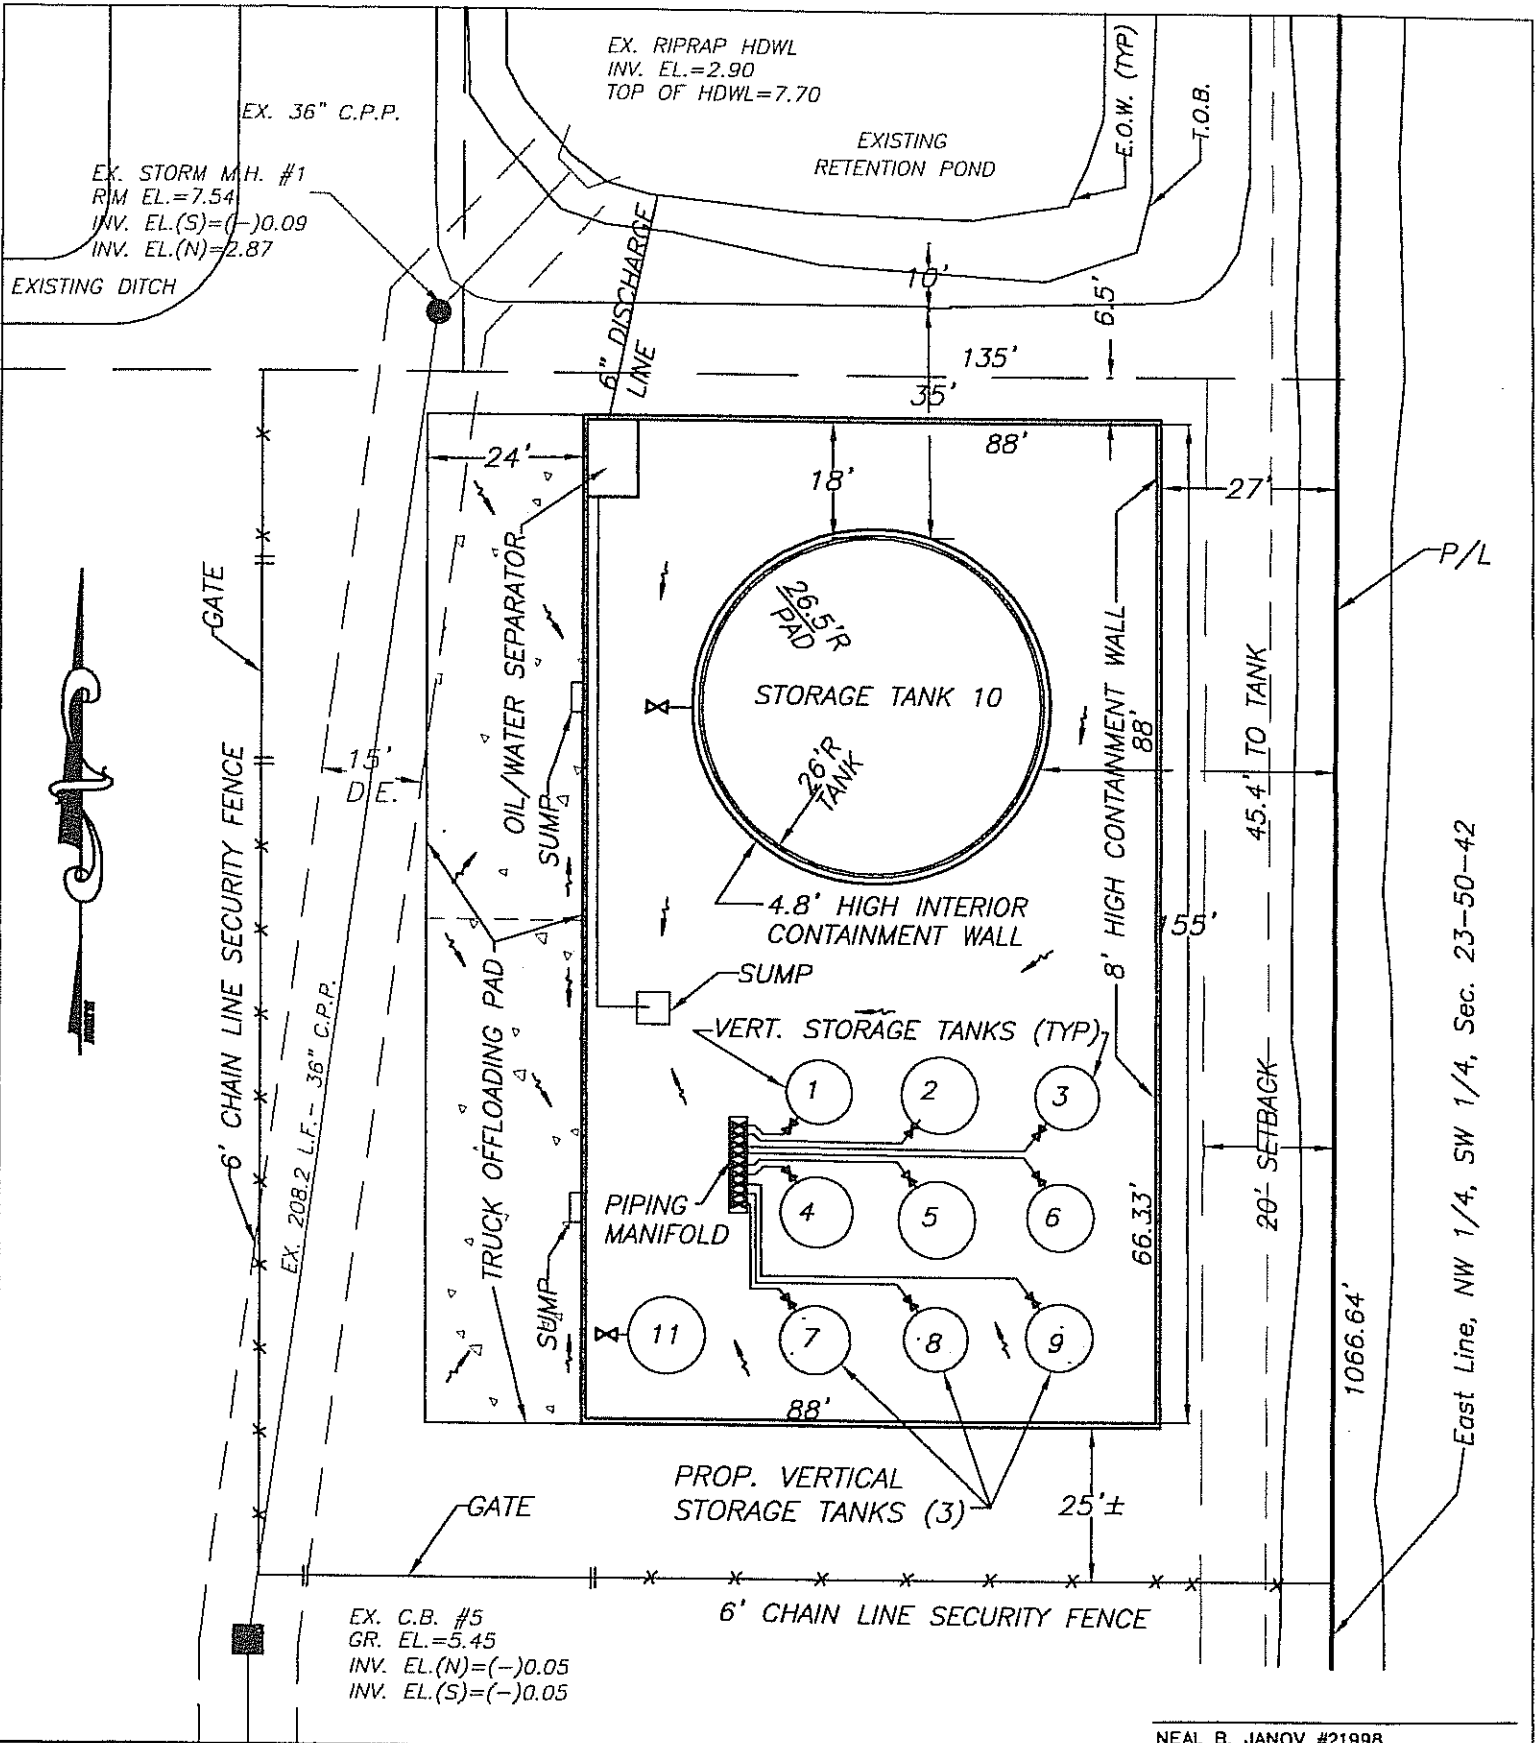 EX. RIPRAP HDWL
INV. EL.=2.90
TOP OF HDWL=7.70
E.O.W. (TYP)
T.O.B.
EX. 36" C.P.P.
EXISTING
RETENTION POND
EX. STORM M.H. #1
RIM EL.=7.54
INV. EL.(S)=(-)0.09
INV. EL.(N)=2.87
EXISTING DITCH
6" DISCHARGE
LINE
10'
6.5'
135'
35'
88'
24'
18'
27'
P/L
GATE
OIL/WATER SEPARATOR
26.5'R
PAD
STORAGE TANK 10
26'R
TANK
8' HIGH CONTAINMENT WALL
88'
45.4' TO TANK
15'
D.E.
SUMP
6' CHAIN LINE SECURITY FENCE
4.8' HIGH INTERIOR
CONTAINMENT WALL
155'
East Line, NW 1/4, SW 1/4, Sec. 23-50-42
NORTH
SUMP
EX. 208.2 L.F.- 36" C.P.P.
TRUCK OFFLOADING PAD
VERT. STORAGE TANKS (TYP)
1
2
3
PIPING
MANIFOLD
4
5
6
66.33'
20' SETBACK
SUMP
11
7
8
9
1066.64'
88'
PROP. VERTICAL
STORAGE TANKS (3)
25'±
GATE
6' CHAIN LINE SECURITY FENCE
EX. C.B. #5
GR. EL.=5.45
INV. EL.(N)=(-)0.05
INV. EL.(S)=(-)0.05
NEAL B. JANOV #21998